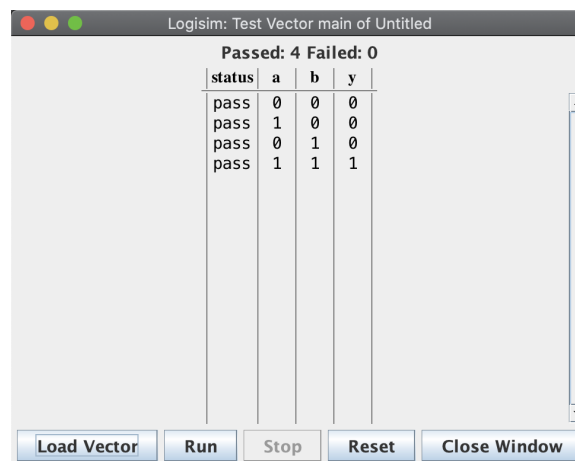 Logisim: Test Vector main of Untitled
Passed: 4 Failed: 0
status a b y
pass 0 0 0
pass 1 0 0
pass 0 1 0
pass 1 1 1
Load Vector Run Stop Reset Close Window